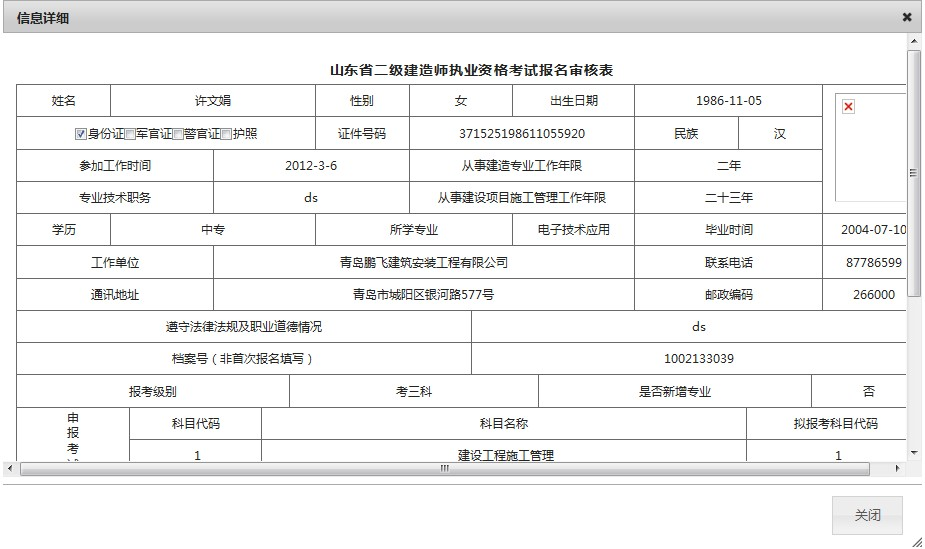 信息详细
山东省二级建造师执业资格考试报名审核表
姓名 许文娟 性别 女 出生日期 1986-11-05
身份证 军官证 警官证 护照 证件号码 371525198611055920 民族 汉
参加工作时间 2012-3-6 从事建造专业工作年限 二年
专业技术职务 ds 从事建设项目施工管理工作年限 二十三年
学历 中专 所学专业 电子技术应用 毕业时间 2004-07-10
工作单位 青岛鹏飞建筑安装工程有限公司 联系电话 87786599
通讯地址 青岛市城阳区银河路577号 邮政编码 266000
遵守法律法规及职业道德情况 ds
档案号（非首次报名填写） 1002133039
报考级别 考三科 是否新增专业 否
申报考 科目代码 科目名称 拟报考科目代码
1 建设工程施工管理 1
关闭